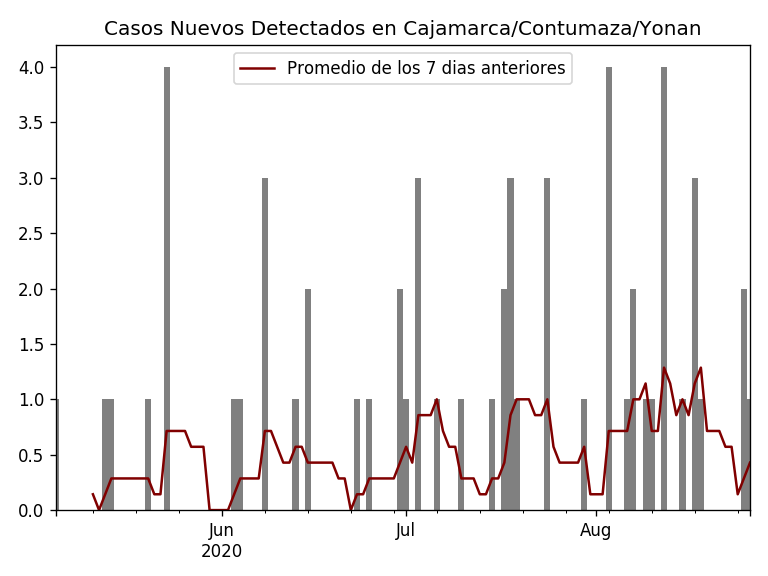 Casos Nuevos Detectados en Cajamarca/Contumaza/Yonan
Promedio de los 7 dias anteriores
4.0
3.5
3.0
2.5
2.0
1.5
1.0
0.5
0.0
Jun
2020
Jul
Aug